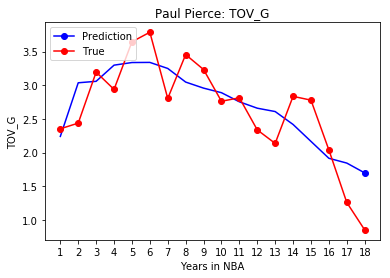 Paul Pierce: TOV_G
Prediction
True
3.5
3.0
2.5
2.0
1.5
1.0
TOV_G
1 2 3 4 5 6 7 8 9 10 11 12 13 14 15 16 17 18
Years in NBA